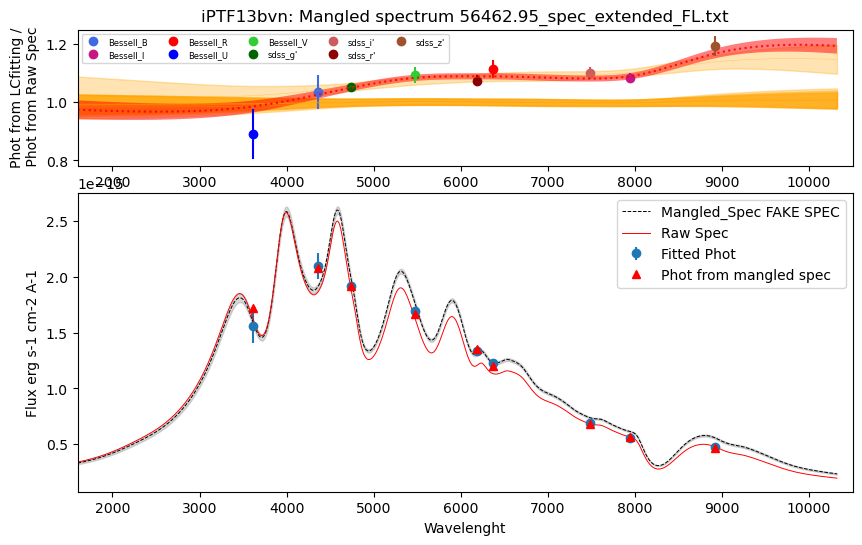 iPTF13bvn: Mangled spectrum 56462.95_spec_extended_FL.txt
Phot from LCfitting /
Phot from Raw Spec
1.2
1.0
0.8
Bessell_B
Bessell_I
Bessell_R
Bessell_U
Bessell_V
sdss_g'
sdss_i'
sdss_r'
sdss_z'
2000 3000 4000 5000 6000 7000 8000 9000 10000
1e−15
Flux erg s-1 cm-2 A-1
2.5
2.0
1.5
1.0
0.5
Mangled_Spec FAKE SPEC
Raw Spec
Fitted Phot
Phot from mangled spec
2000 3000 4000 5000 6000 7000 8000 9000 10000
Wavelenght